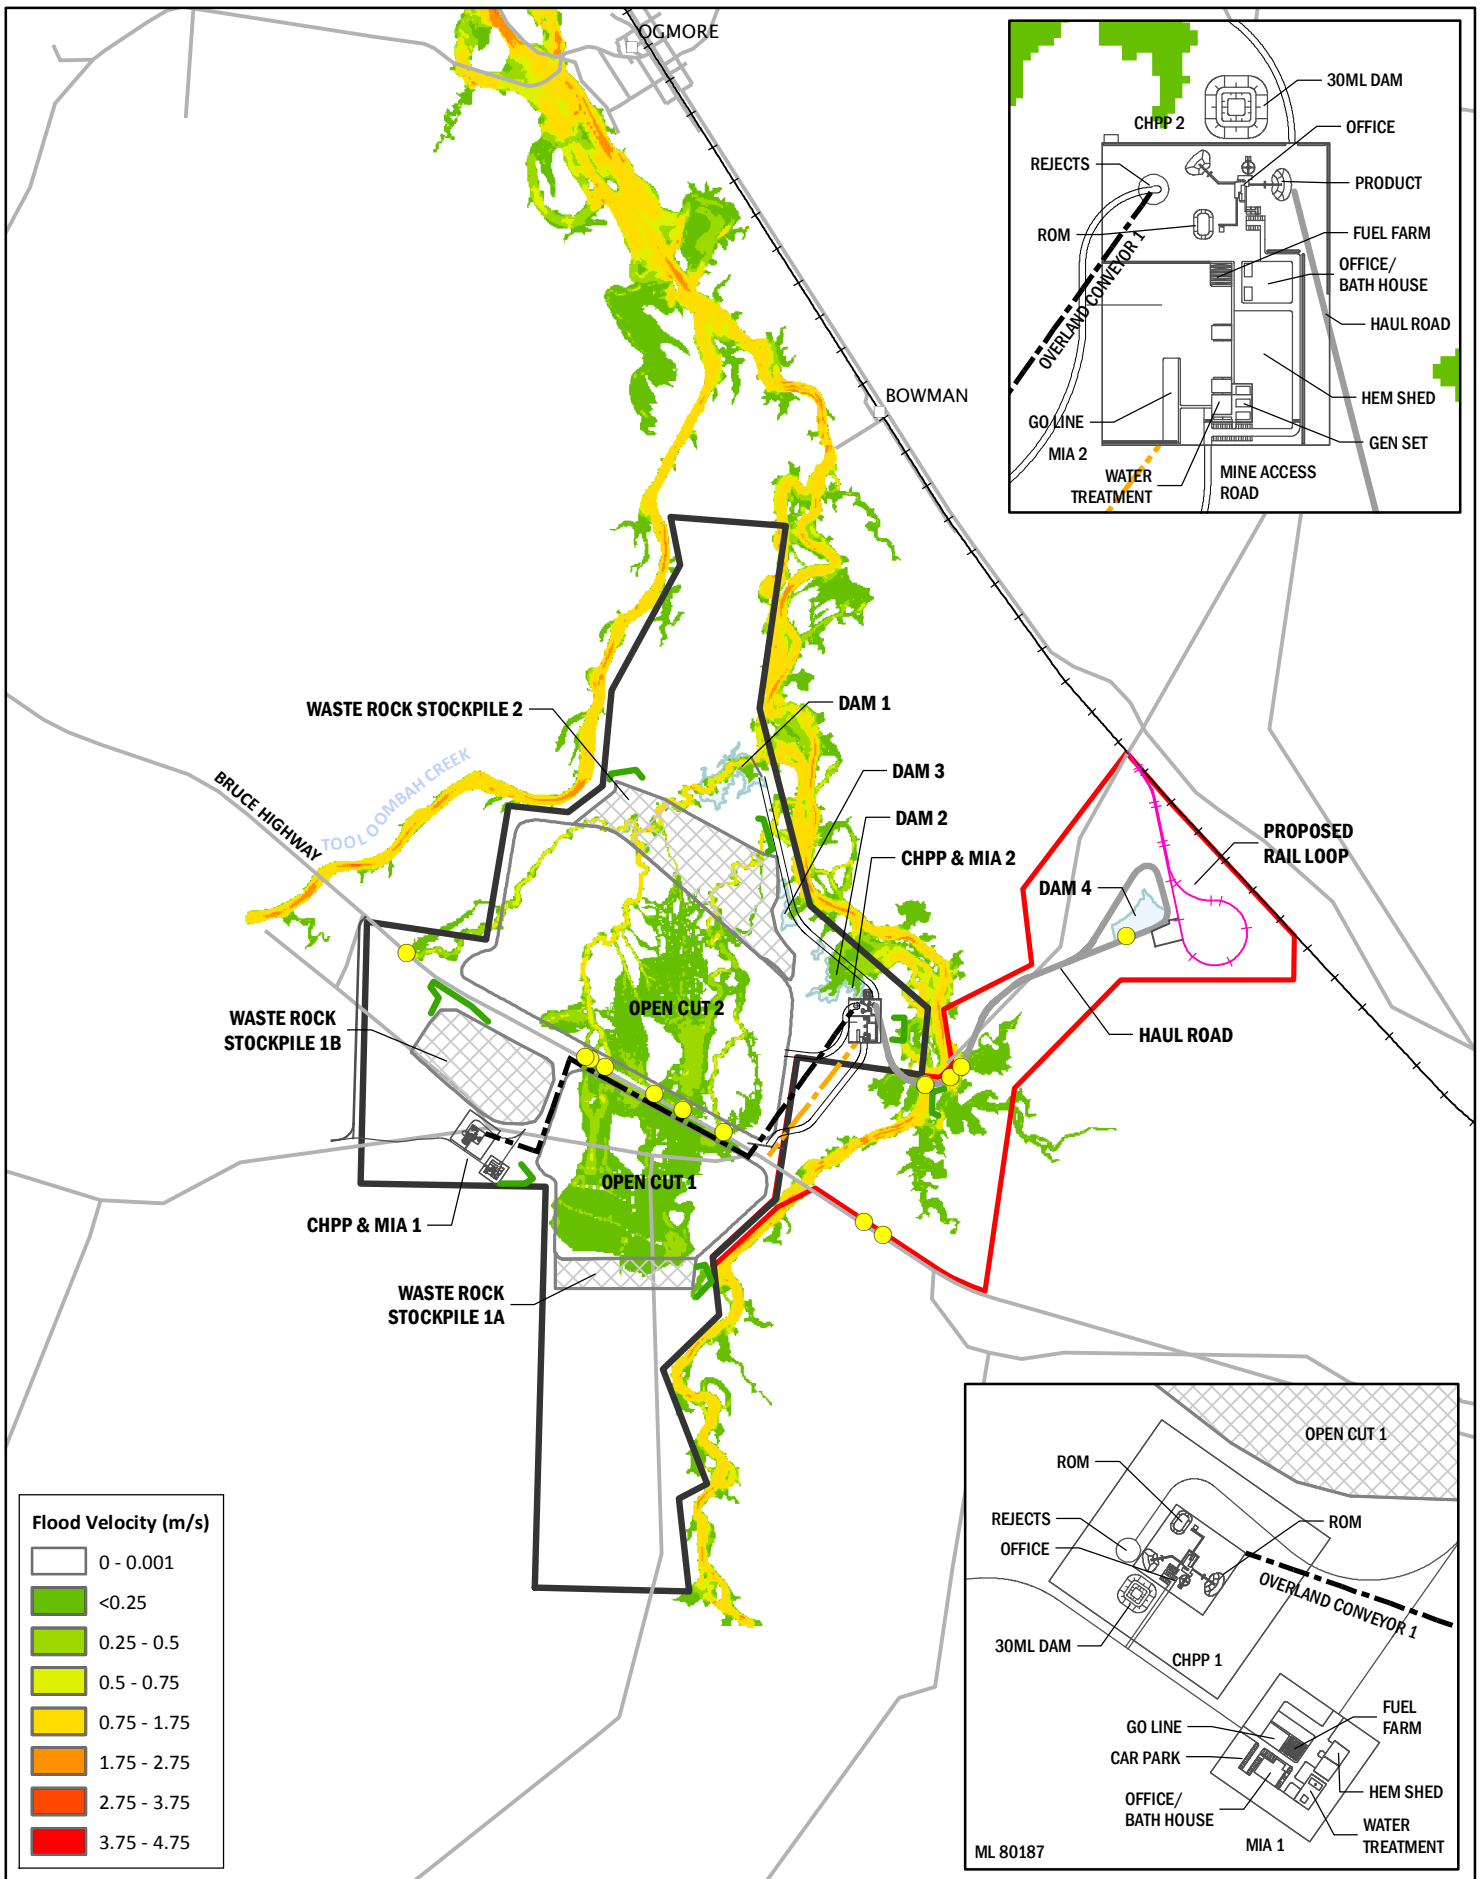 OGMORE
BOWMAN
WASTE ROCK STOCKPILE 2
DAM 1
DAM 3
DAM 2
CHPP & MIA 2
BRUCE HIGHWAY
TOOLOOMBAH CREEK
PROPOSED
RAIL LOOP
DAM 4
HAUL ROAD
WASTE ROCK
STOCKPILE 1B
OPEN CUT 2
OPEN CUT 1
CHPP & MIA 1
WASTE ROCK
STOCKPILE 1A
30ML DAM
CHPP 2
OFFICE
REJECTS
PRODUCT
ROM
FUEL FARM
OVERLAND CONVEYOR 1
OFFICE/
BATH HOUSE
HAUL ROAD
HEM SHED
GO LINE
GEN SET
MIA 2
WATER
TREATMENT
MINE ACCESS
ROAD
OPEN CUT 1
ROM
REJECTS
ROM
OFFICE
OVERLAND CONVEYOR 1
30ML DAM
CHPP 1
FUEL
FARM
GO LINE
CAR PARK
HEM SHED
OFFICE/
BATH HOUSE
WATER
TREATMENT
MIA 1
ML 80187
Flood Velocity (m/s)
0 - 0.001
<0.25
0.25 - 0.5
0.5 - 0.75
0.75 - 1.75
1.75 - 2.75
2.75 - 3.75
3.75 - 4.75